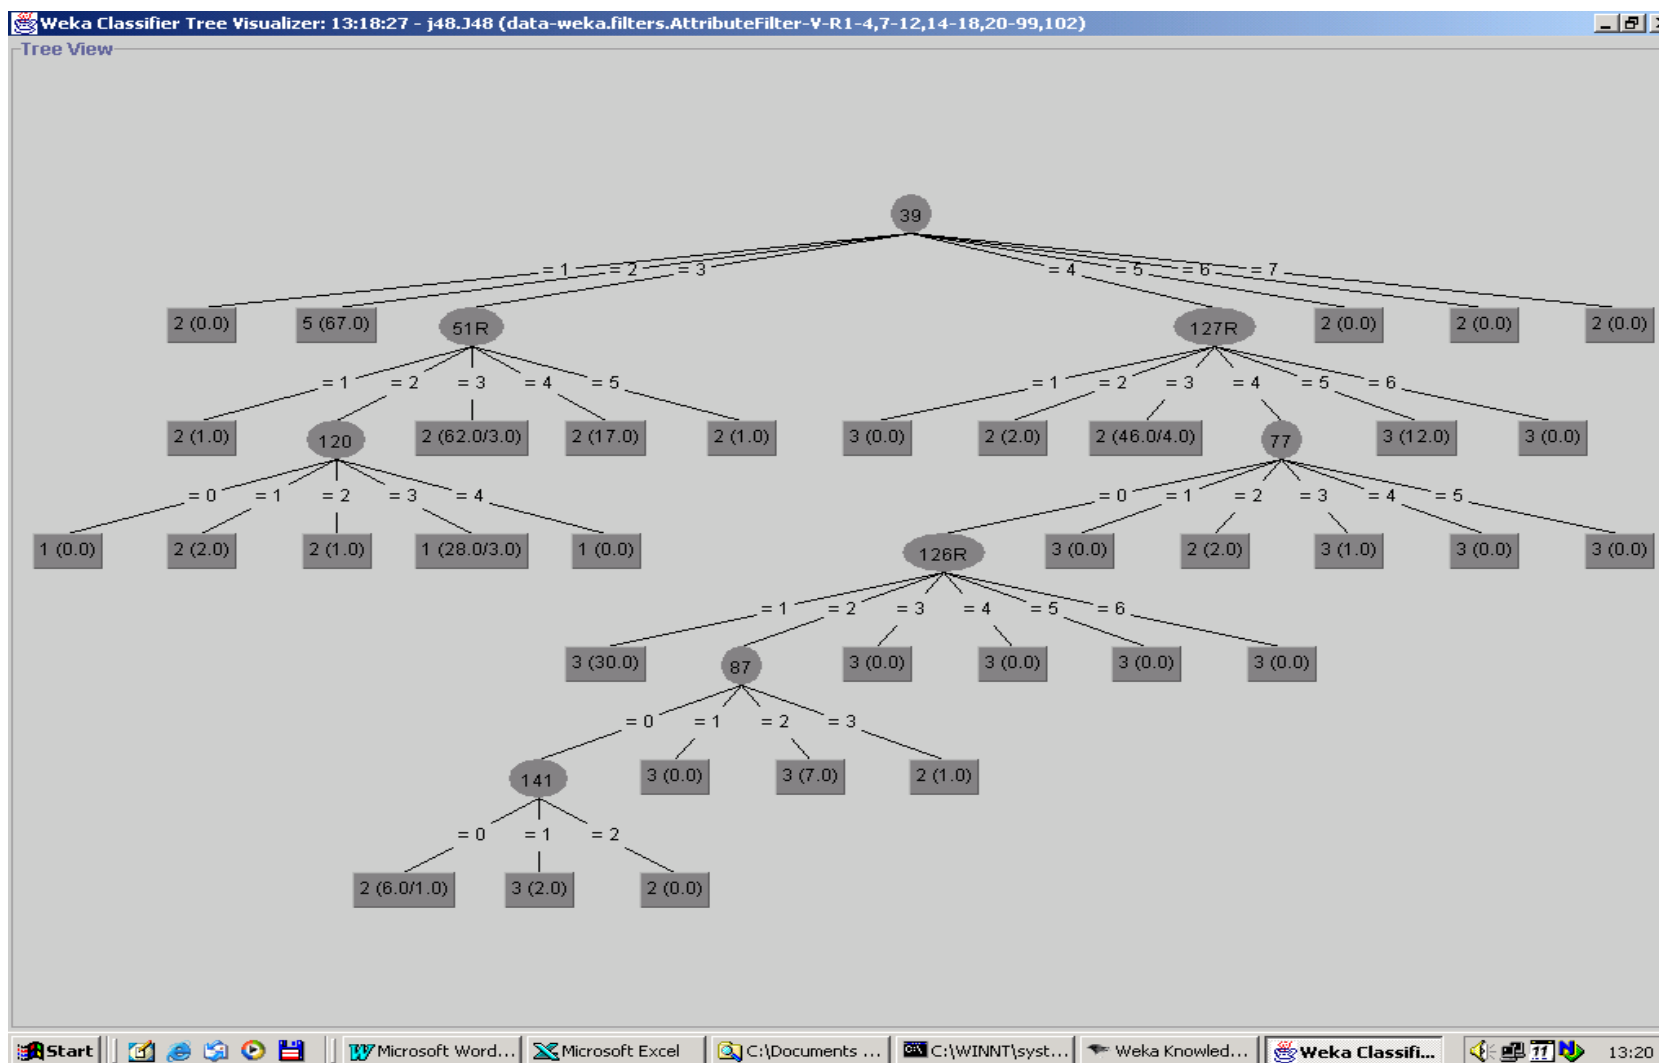 Weka Classifier Tree Visualizer: 13:18:27 - j48.J48 (data-weka.filters.AttributeFilter-V-R1-4,7-12,14-18,20-99,102)
Tree View
39
= 1 = 2 = 3 = 4 = 5 = 6 = 7
2 (0.0) 5 (67.0) 51R 127R 2 (0.0) 2 (0.0) 2 (0.0)
= 1 = 2 = 3 = 4 = 5 = 1 = 2 = 3 = 4 = 5 = 6
2 (1.0) 120 2 (62.0/3.0) 2 (17.0) 2 (1.0) 3 (0.0) 2 (2.0) 2 (46.0/4.0) 77 3 (12.0) 3 (0.0)
= 0 = 1 = 2 = 3 = 4 = 0 = 1 = 2 = 3 = 4 = 5
1 (0.0) 2 (2.0) 2 (1.0) 1 (28.0/3.0) 1 (0.0) 126R 3 (0.0) 2 (2.0) 3 (1.0) 3 (0.0) 3 (0.0)
= 1 = 2 = 3 = 4 = 5 = 6
3 (30.0) 87 3 (0.0) 3 (0.0) 3 (0.0) 3 (0.0)
= 0 = 1 = 2 = 3
141 3 (0.0) 3 (7.0) 2 (1.0)
= 0 = 1 = 2
2 (6.0/1.0) 3 (2.0) 2 (0.0)
Start Microsoft Word... Microsoft Excel C:\Documents ... C:\WINNT\syst... Weka Knowled... Weka Classifi... 13:20